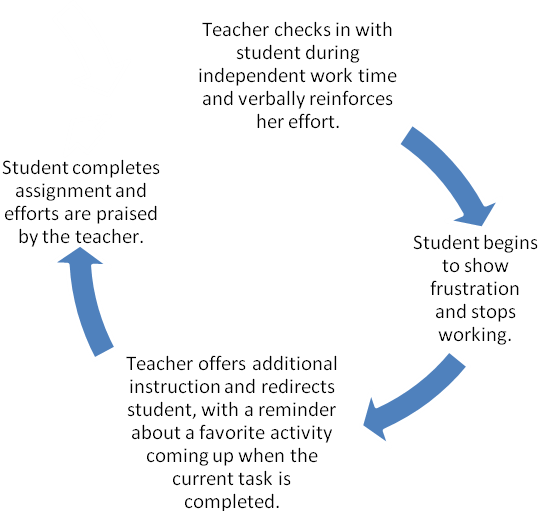 Teacher checks in with
student during
independent work time
and verbally reinforces
her effort.
Student begins
to show
frustration
and stops
working.
Teacher offers additional
instruction and redirects
student, with a reminder
about a favorite activity
coming up when the
current task is
completed.
Student completes
assignment and
efforts are praised
by the teacher.